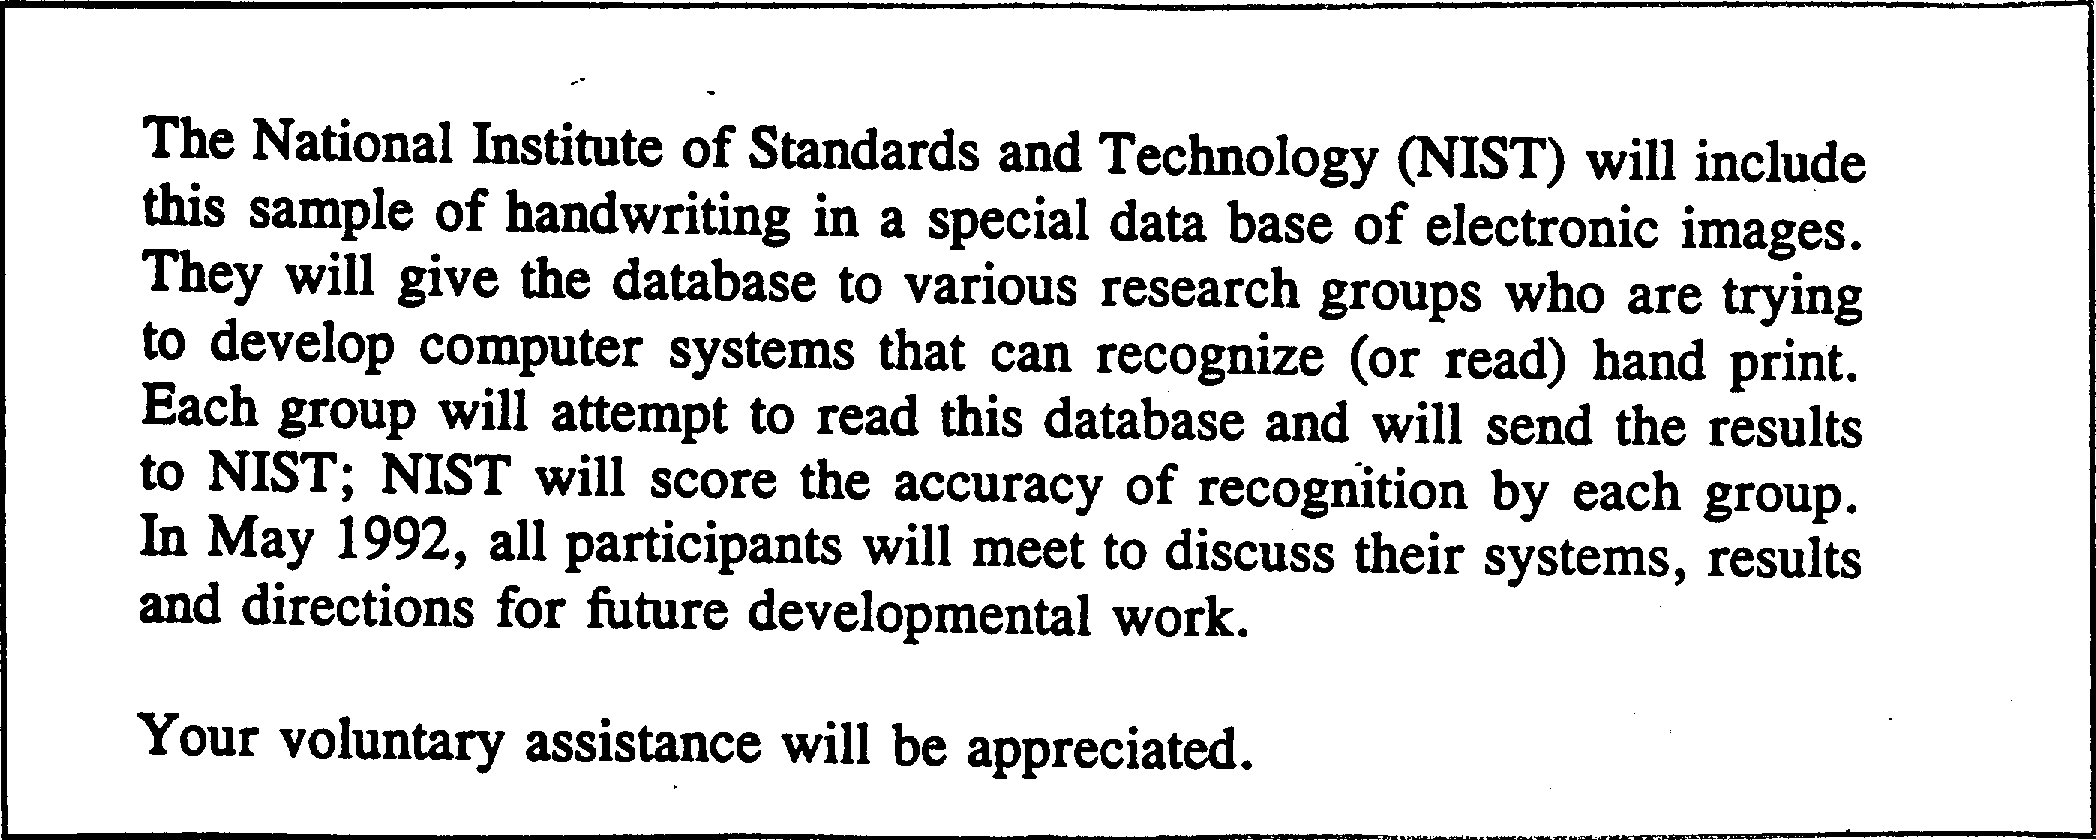 The National Institute of Standards and Technology (NIST) will include
this sample of handwriting in a special data base of electronic images.
They will give the database to various research groups who are trying
to develop computer systems that can recognize (or read) hand print.
Each group will attempt to read this database and will send the results
to NIST; NIST will score the accuracy of recognition by each group.
In May 1992, all participants will meet to discuss their systems, results
and directions for future developmental work.
Your voluntary assistance will be appreciated.